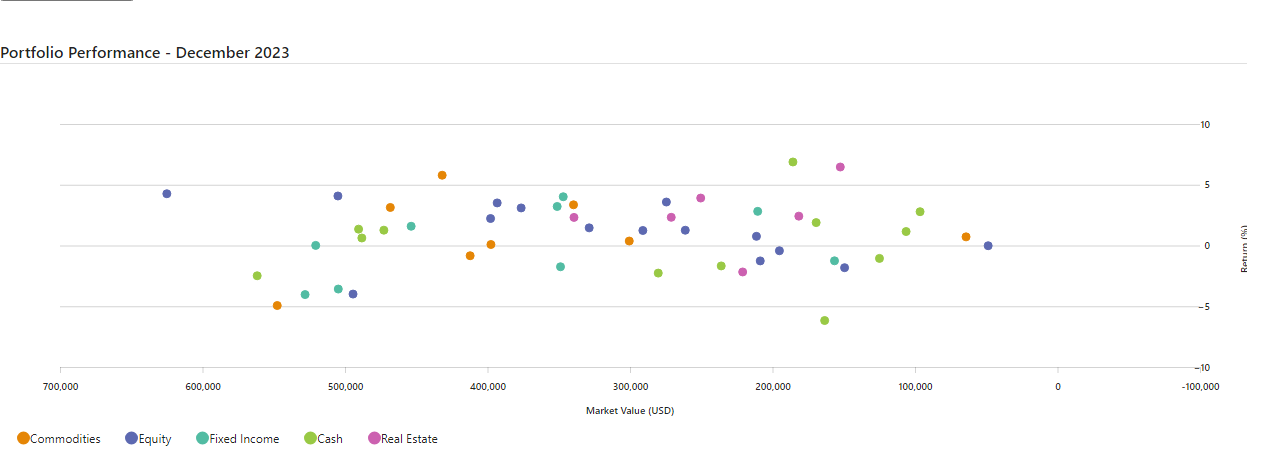 Portfolio Performance - December 2023
10
5
0
-5
-10
Return (%)
700,000 600,000 500,000 400,000 300,000 200,000 100,000 0 -100,000
Market Value (USD)
Commodities Equity Fixed Income Cash Real Estate